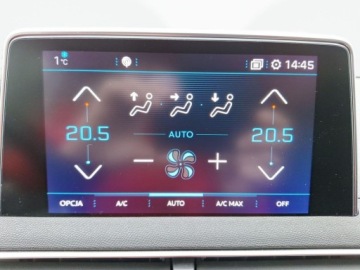 1 °C 14:45
AUTO
20.5 20.5
OPCJA A/C AUTO A/C MAX OFF